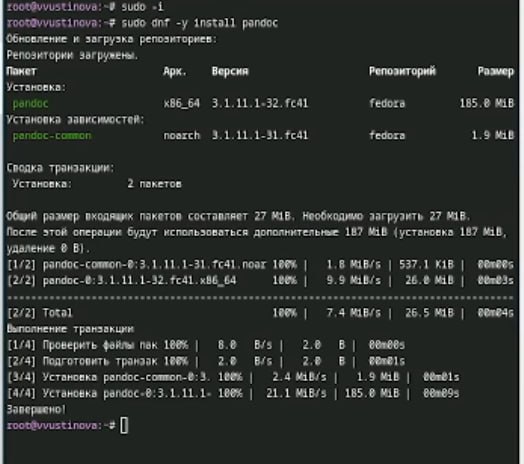 root@vvustinova:~# sudo -i
root@vvustinova:~# sudo dnf -y install pandoc
Обновление и загрузка репозиториев:
Репозитории загружены.
Пакет Арх. Версия Репозиторий Размер
Установка:
pandoc x86_64 3.1.11.1-32.fc41 fedora 185.0 MiB
Установка зависимостей:
pandoc-common noarch 3.1.11.1-31.fc41 fedora 1.9 MiB
Сводка транзакции:
Установка: 2 пакетов
Общий размер входящих пакетов составляет 27 MiB. Необходимо загрузить 27 MiB.
После этой операции будут использоваться дополнительные 187 MiB (установка 187 MiB,
удаление 0 B).
[1/2] pandoc-common-0:3.1.11.1-31.fc41.noar 100% | 1.8 MiB/s | 537.1 KiB | 00m00s
[2/2] pandoc-0:3.1.11.1-32.fc41.x86_64 100% | 9.9 MiB/s | 26.0 MiB | 00m03s
--------------------------------------------------------------------------------
[2/2] Total 100% | 7.4 MiB/s | 26.5 MiB | 00m04s
Выполнение транзакции
[1/4] Проверить файлы пак 100% | 8.0 B/s | 2.0 B | 00m00s
[2/4] Подготовить транзак 100% | 2.0 B/s | 2.0 B | 00m01s
[3/4] Установка pandoc-common-0:3. 100% | 2.4 MiB/s | 1.9 MiB | 00m01s
[4/4] Установка pandoc-0:3.1.11.1- 100% | 21.1 MiB/s | 185.0 MiB | 00m09s
Завершено!
root@vvustinova:~#